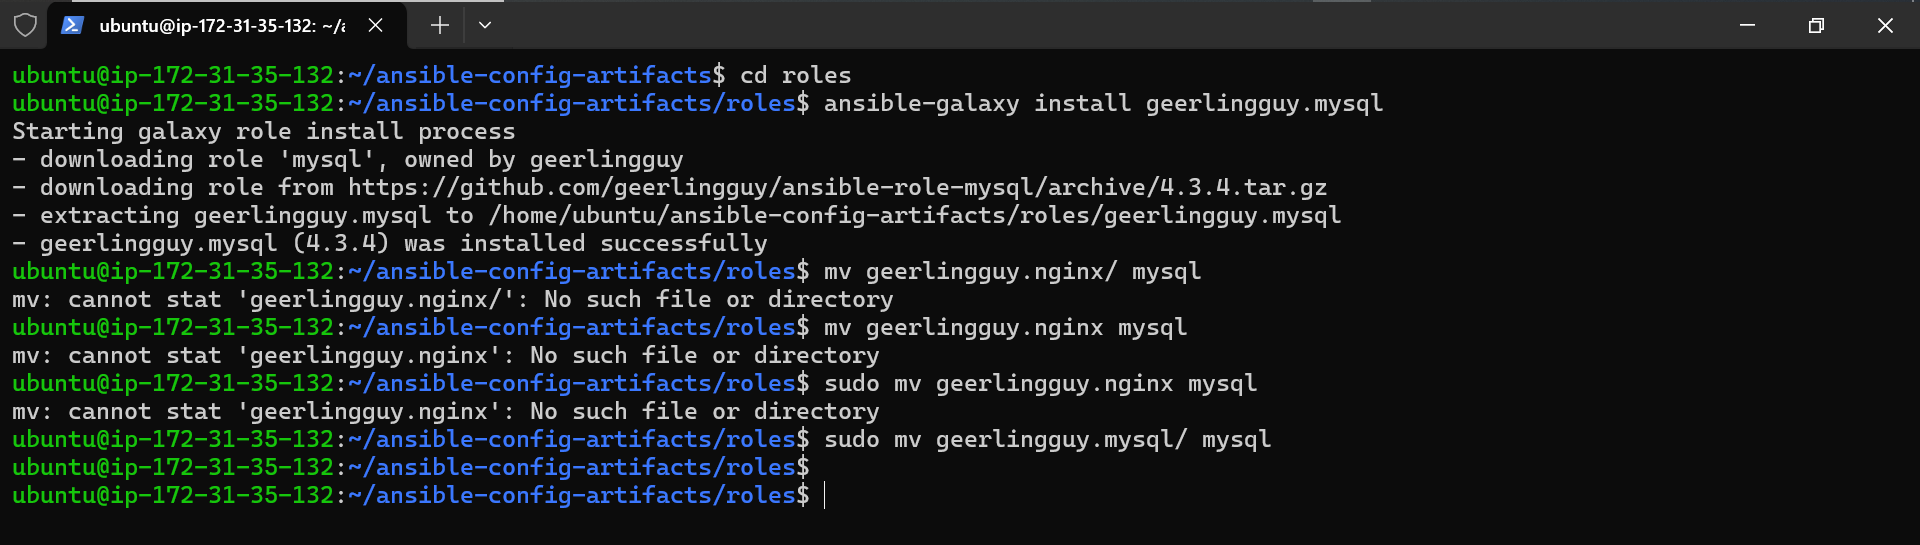 ubuntu@ip-172-31-35-132: ~/a
ubuntu@ip-172-31-35-132:~/ansible-config-artifacts$ cd roles
ubuntu@ip-172-31-35-132:~/ansible-config-artifacts/roles$ ansible-galaxy install geerlingguy.mysql
Starting galaxy role install process
- downloading role 'mysql', owned by geerlingguy
- downloading role from https://github.com/geerlingguy/ansible-role-mysql/archive/4.3.4.tar.gz
- extracting geerlingguy.mysql to /home/ubuntu/ansible-config-artifacts/roles/geerlingguy.mysql
- geerlingguy.mysql (4.3.4) was installed successfully
ubuntu@ip-172-31-35-132:~/ansible-config-artifacts/roles$ mv geerlingguy.nginx/ mysql
mv: cannot stat 'geerlingguy.nginx/': No such file or directory
ubuntu@ip-172-31-35-132:~/ansible-config-artifacts/roles$ mv geerlingguy.nginx mysql
mv: cannot stat 'geerlingguy.nginx': No such file or directory
ubuntu@ip-172-31-35-132:~/ansible-config-artifacts/roles$ sudo mv geerlingguy.nginx mysql
mv: cannot stat 'geerlingguy.nginx': No such file or directory
ubuntu@ip-172-31-35-132:~/ansible-config-artifacts/roles$ sudo mv geerlingguy.mysql/ mysql
ubuntu@ip-172-31-35-132:~/ansible-config-artifacts/roles$
ubuntu@ip-172-31-35-132:~/ansible-config-artifacts/roles$